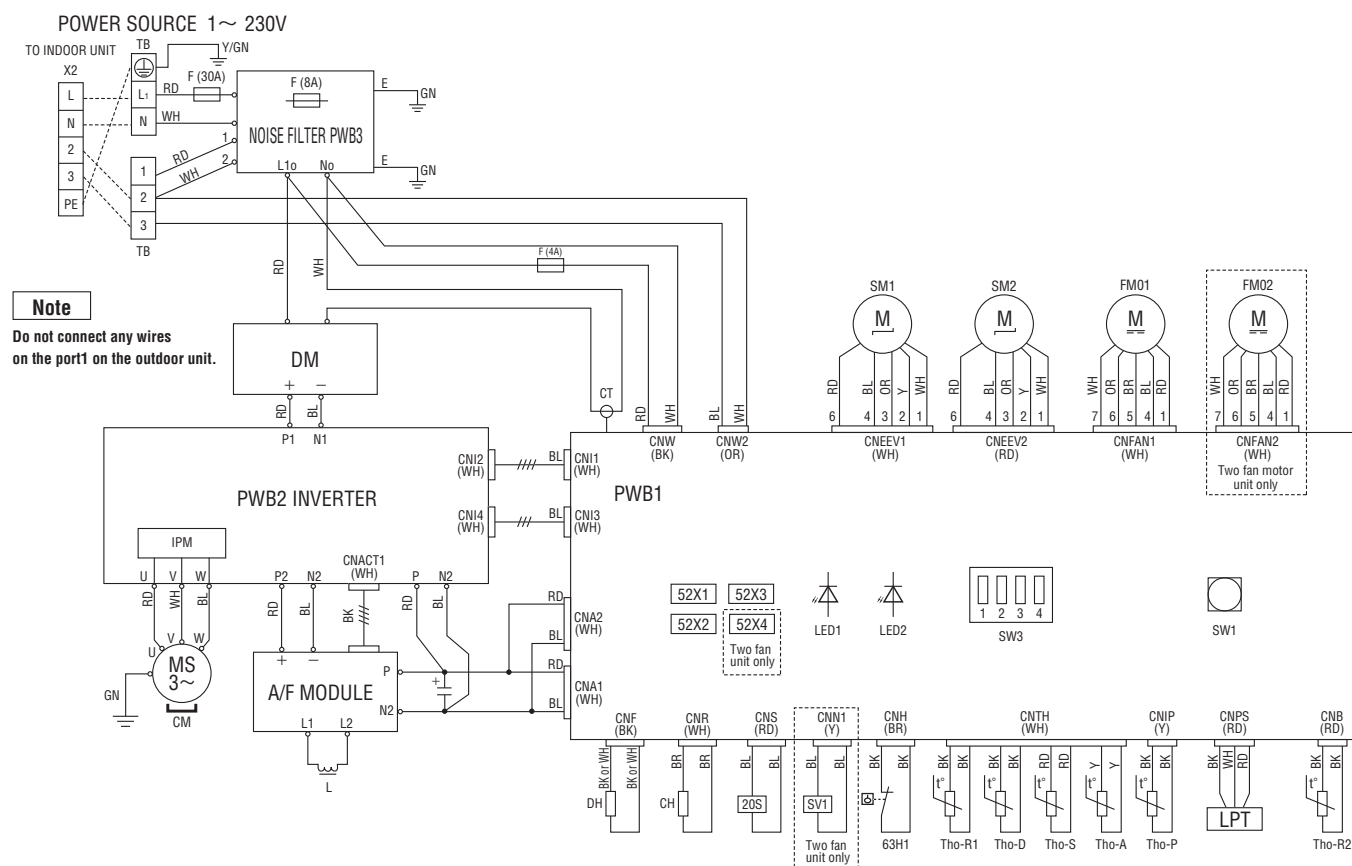 POWER SOURCE 1～ 230V
TO INDOOR UNIT
TB
Y/GN
X2
L
N
2
3
PE
L1
N
RD
F (30A)
WH
F (8A)
NOISE FILTER PWB3
E
GN
E
GN
1
2
RD
WH
L1o
No
1
2
3
TB
RD
WH
F (4A)
Note
Do not connect any wires
on the port1 on the outdoor unit.
DM
+
−
RD
BL
P1
N1
CT
RD
WH
BL
WH
CNW
(BK)
CNW2
(OR)
SM1
M
RD
BL
OR
Y
WH
6
4
3
2
1
CNEEV1
(WH)
SM2
M
RD
BL
OR
Y
WH
6
4
3
2
1
CNEEV2
(RD)
FM01
M
WH
OR
BR
BL
RD
7
6
5
4
1
CNFAN1
(WH)
FM02
M
WH
OR
BR
BL
RD
7
6
5
4
1
CNFAN2
(WH)
Two fan motor
unit only
PWB2 INVERTER
CNI2
(WH)
BL
CNI1
(WH)
CNI4
(WH)
BL
CNI3
(WH)
PWB1
IPM
U
V
W
P2
N2
CNACT1
(WH)
P
N2
RD
WH
BL
RD
BL
BK
RD
BL
U
V
W
MS
3～
GN
CM
+
−
A/F MODULE
P
N2
L1
L2
L
+
RD
BL
CNA2
(WH)
RD
BL
CNA1
(WH)
52X1
52X3
52X2
52X4
Two fan
unit only
LED1
LED2
1
2
3
4
SW3
SW1
CNF
(BK)
BK or WH
BK or WH
DH
CNR
(WH)
BR
BR
CH
CNS
(RD)
BL
BL
20S
CNN1
(Y)
BL
BL
SV1
Two fan
unit only
CNH
(BR)
BK
BK
63H1
CNTH
(WH)
BK
BK
t°
Tho-R1
BK
BK
t°
Tho-D
RD
RD
t°
Tho-S
Y
Y
t°
Tho-A
CNIP
(Y)
BK
BK
t°
Tho-P
CNPS
(RD)
BK
WH
RD
LPT
CNB
(RD)
BK
BK
t°
Tho-R2